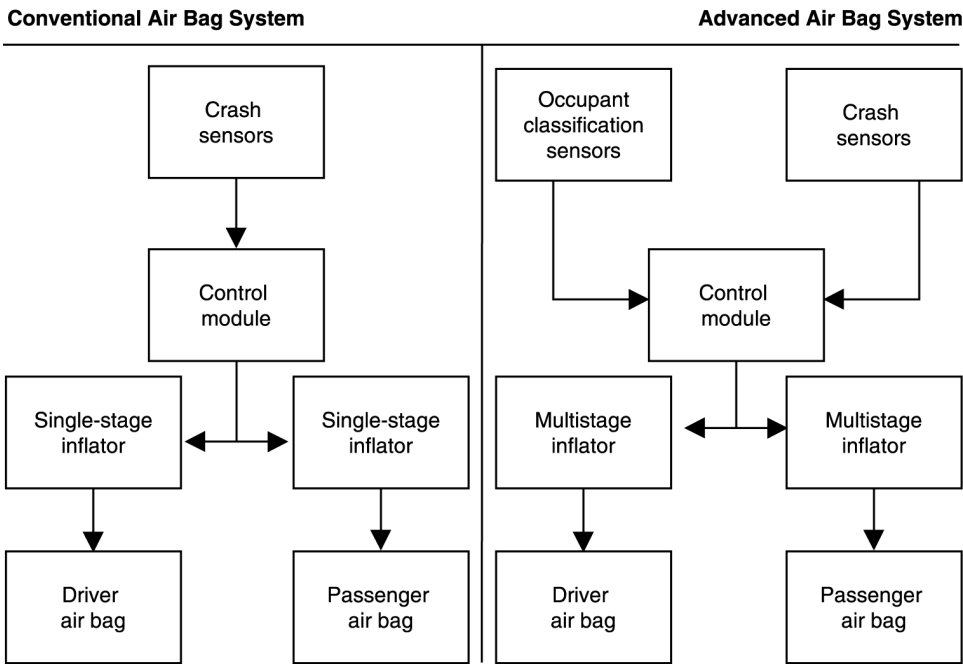 Conventional Air Bag System
Crash
sensors
Control
module
Single-stage
inflator
Single-stage
inflator
Driver
air bag
Passenger
air bag
Advanced Air Bag System
Occupant
classification
sensors
Crash
sensors
Control
module
Multistage
inflator
Multistage
inflator
Driver
air bag
Passenger
air bag